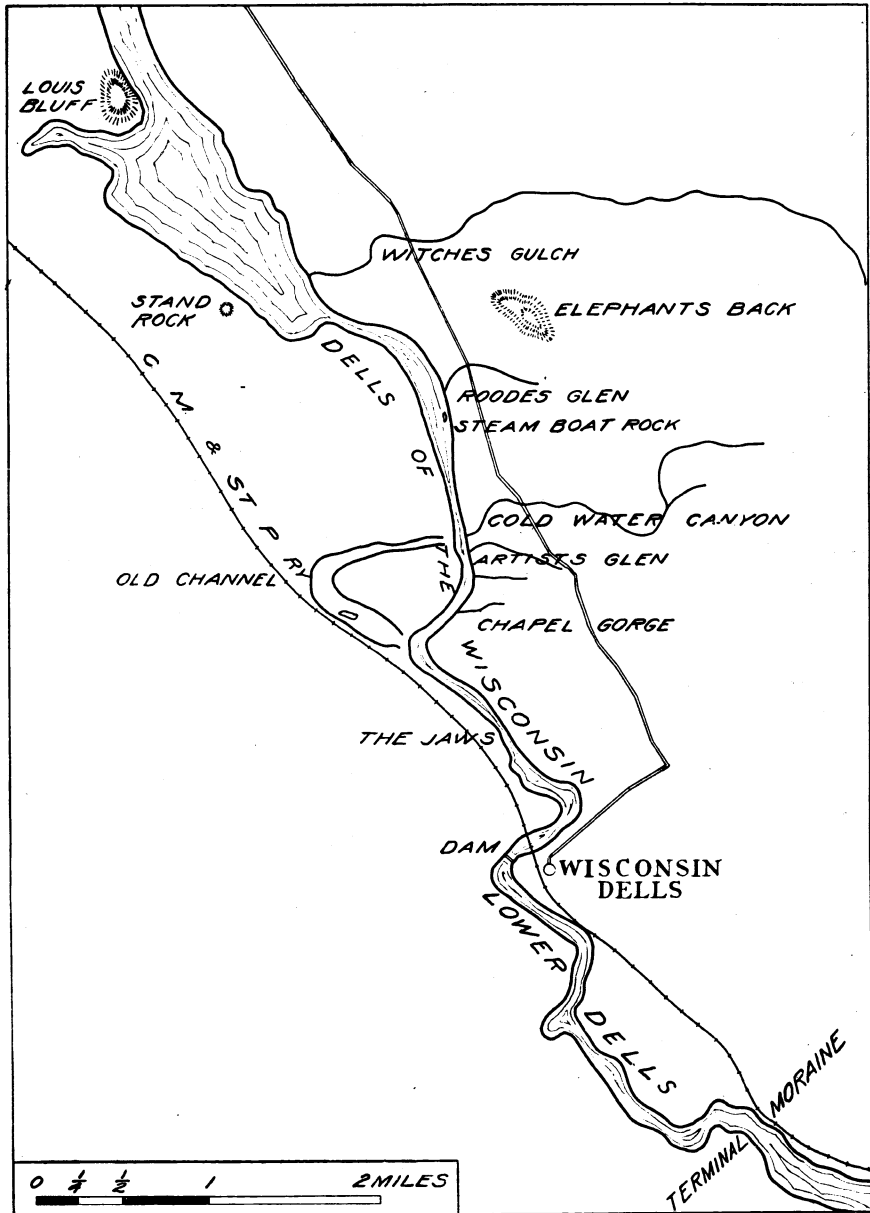 LOUIS
BLUFF
WITCHES GULCH
STAND
ROCK
ELEPHANTS BACK
DELLS OF THE WISCONSIN
C M & ST P RY
ROODES GLEN
STEAM BOAT ROCK
COLD WATER CANYON
ARTISTS GLEN
OLD CHANNEL
CHAPEL GORGE
THE JAWS
DAM
WISCONSIN
DELLS
LOWER DELLS
TERMINAL MORAINE
0 1/4 1/2 1 2 MILES